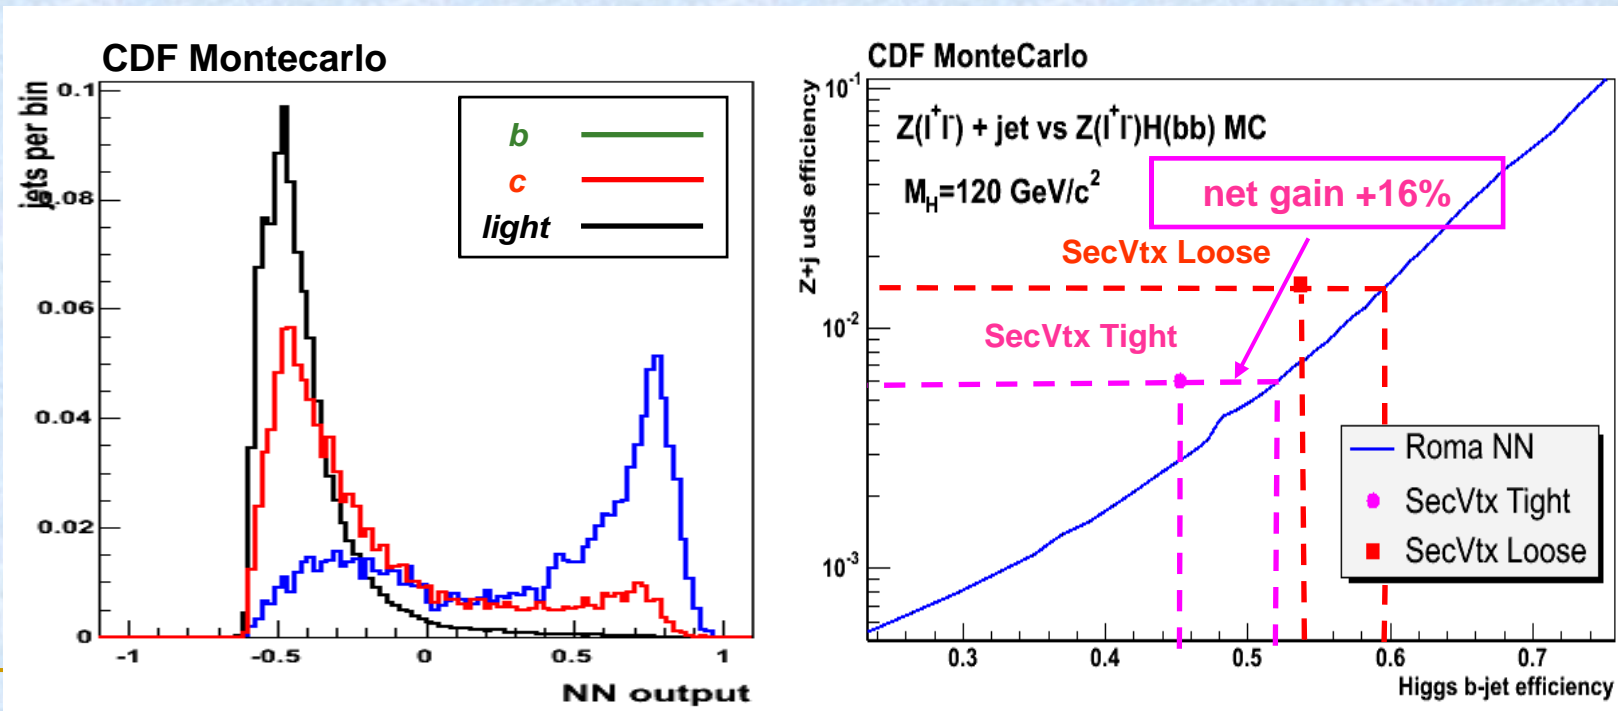 CDF Montecarlo
jets per bin
0.1
0.08
0.06
0.04
0.02
0
-1
-0.5
0
0.5
1
NN output
b
c
light
CDF MonteCarlo
Z+j uds efficiency
10⁻¹
10⁻²
10⁻³
Z(l⁺l⁻) + jet vs Z(l⁺l⁻)H(bb) MC
M_H=120 GeV/c²
net gain +16%
SecVtx Loose
SecVtx Tight
Roma NN
SecVtx Tight
SecVtx Loose
0.3
0.4
0.5
0.6
0.7
Higgs b-jet efficiency